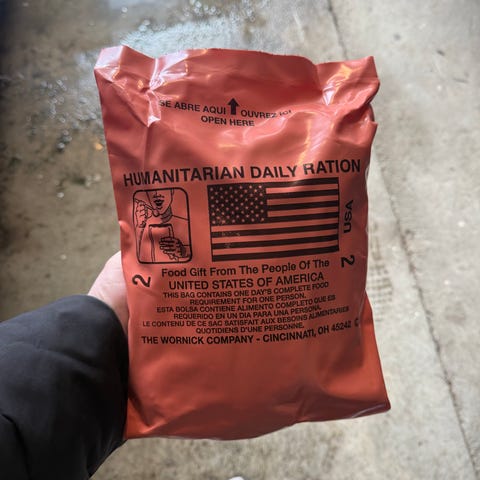 SE ABRE AQUI OUVREZ ICI
OPEN HERE
HUMANITARIAN DAILY RATION
USA
2
2
Food Gift From The People Of The
UNITED STATES OF AMERICA
THIS BAG CONTAINS ONE DAY'S COMPLETE FOOD
REQUIREMENT FOR ONE PERSON.
ESTA BOLSA CONTIENE ALIMENTO COMPLETO QUE ES
REQUERIDO EN UN DIA PARA UNA PERSONA.
LE CONTENU DE CE SAC SATISFAIT AUX BESOINS ALIMENTAIRES
QUOTIDIENS D'UNE PERSONNE.
THE WORNICK COMPANY - CINCINNATI, OH 45242